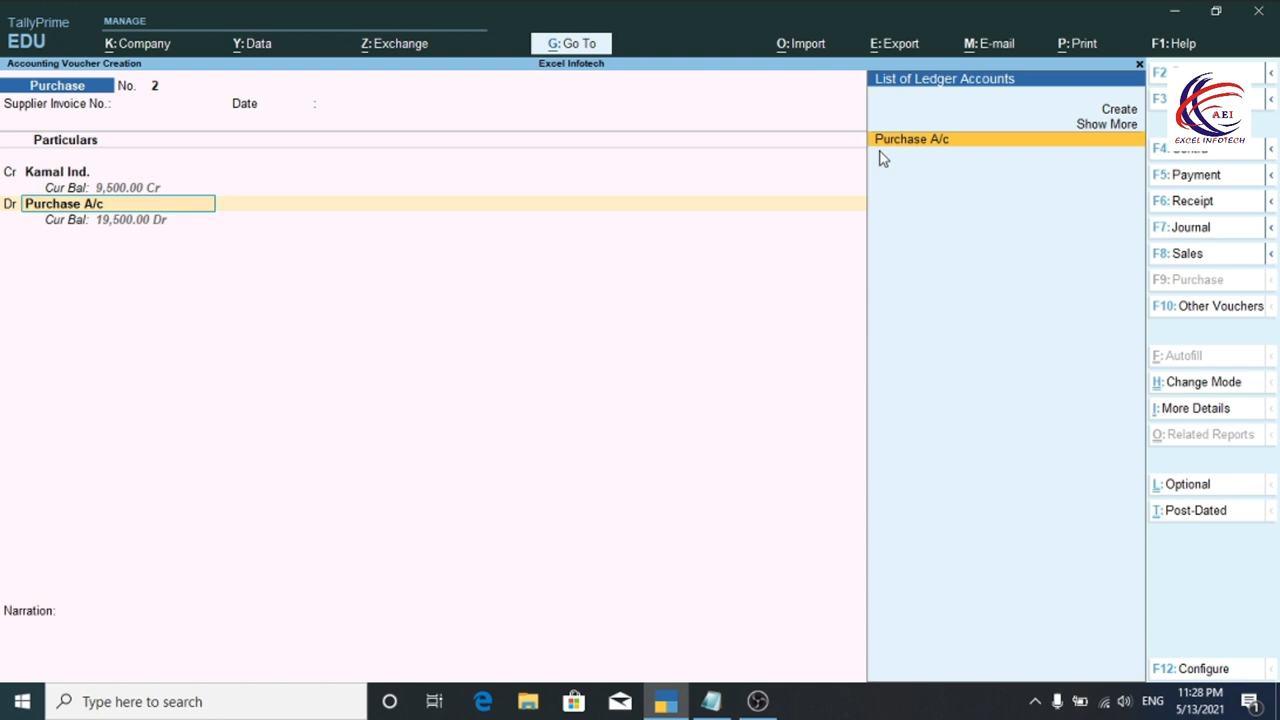 TallyPrime
EDU
MANAGE
K: Company
Y: Data
Z: Exchange
G: Go To
O: Import
E: Export
M: E-mail
P: Print
F1: Help
Accounting Voucher Creation
Excel Infotech
Purchase No. 2
Supplier Invoice No.:
Date :
Particulars
Cr Kamal Ind.
Cur Bal: 9,500.00 Cr
Dr Purchase A/c
Cur Bal: 19,500.00 Dr
Narration:
List of Ledger Accounts
Create
Show More
Purchase A/c
F2
F3
AEI
EXCEL INFOTECH
F4:
F5: Payment
F6: Receipt
F7: Journal
F8: Sales
F9: Purchase
F10: Other Vouchers
F: Autofill
H: Change Mode
I: More Details
O: Related Reports
L: Optional
T: Post-Dated
F12: Configure
Type here to search
ENG
11:28 PM
5/13/2021
1